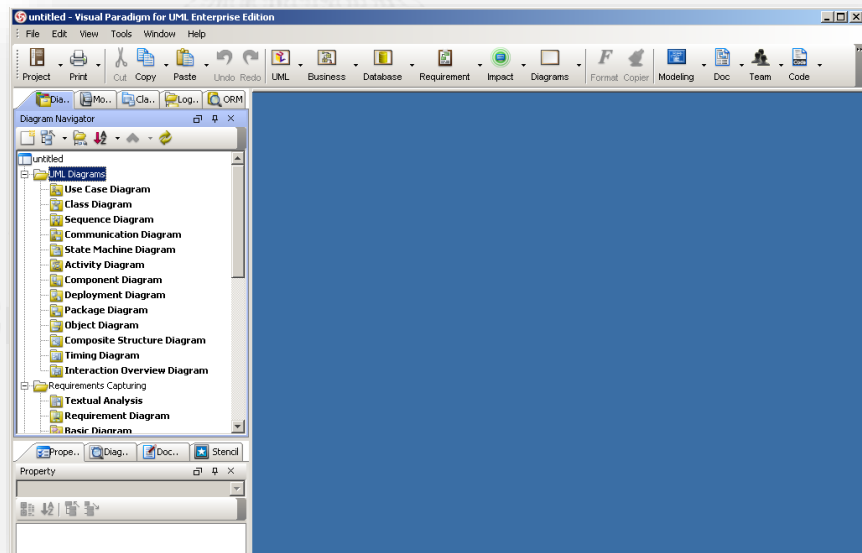 untitled - Visual Paradigm for UML Enterprise Edition
File Edit View Tools Window Help
Project Print Cut Copy Paste Undo Redo UML Business Database Requirement Impact Diagrams Format Copier Modeling Doc Team Code
Dia.. Mo.. Cla.. Log.. ORM
Diagram Navigator
untitled
UML Diagrams
Use Case Diagram
Class Diagram
Sequence Diagram
Communication Diagram
State Machine Diagram
Activity Diagram
Component Diagram
Deployment Diagram
Package Diagram
Object Diagram
Composite Structure Diagram
Timing Diagram
Interaction Overview Diagram
Requirements Capturing
Textual Analysis
Requirement Diagram
Basic Diagram
Prope.. Diag.. Doc.. Stencil
Property